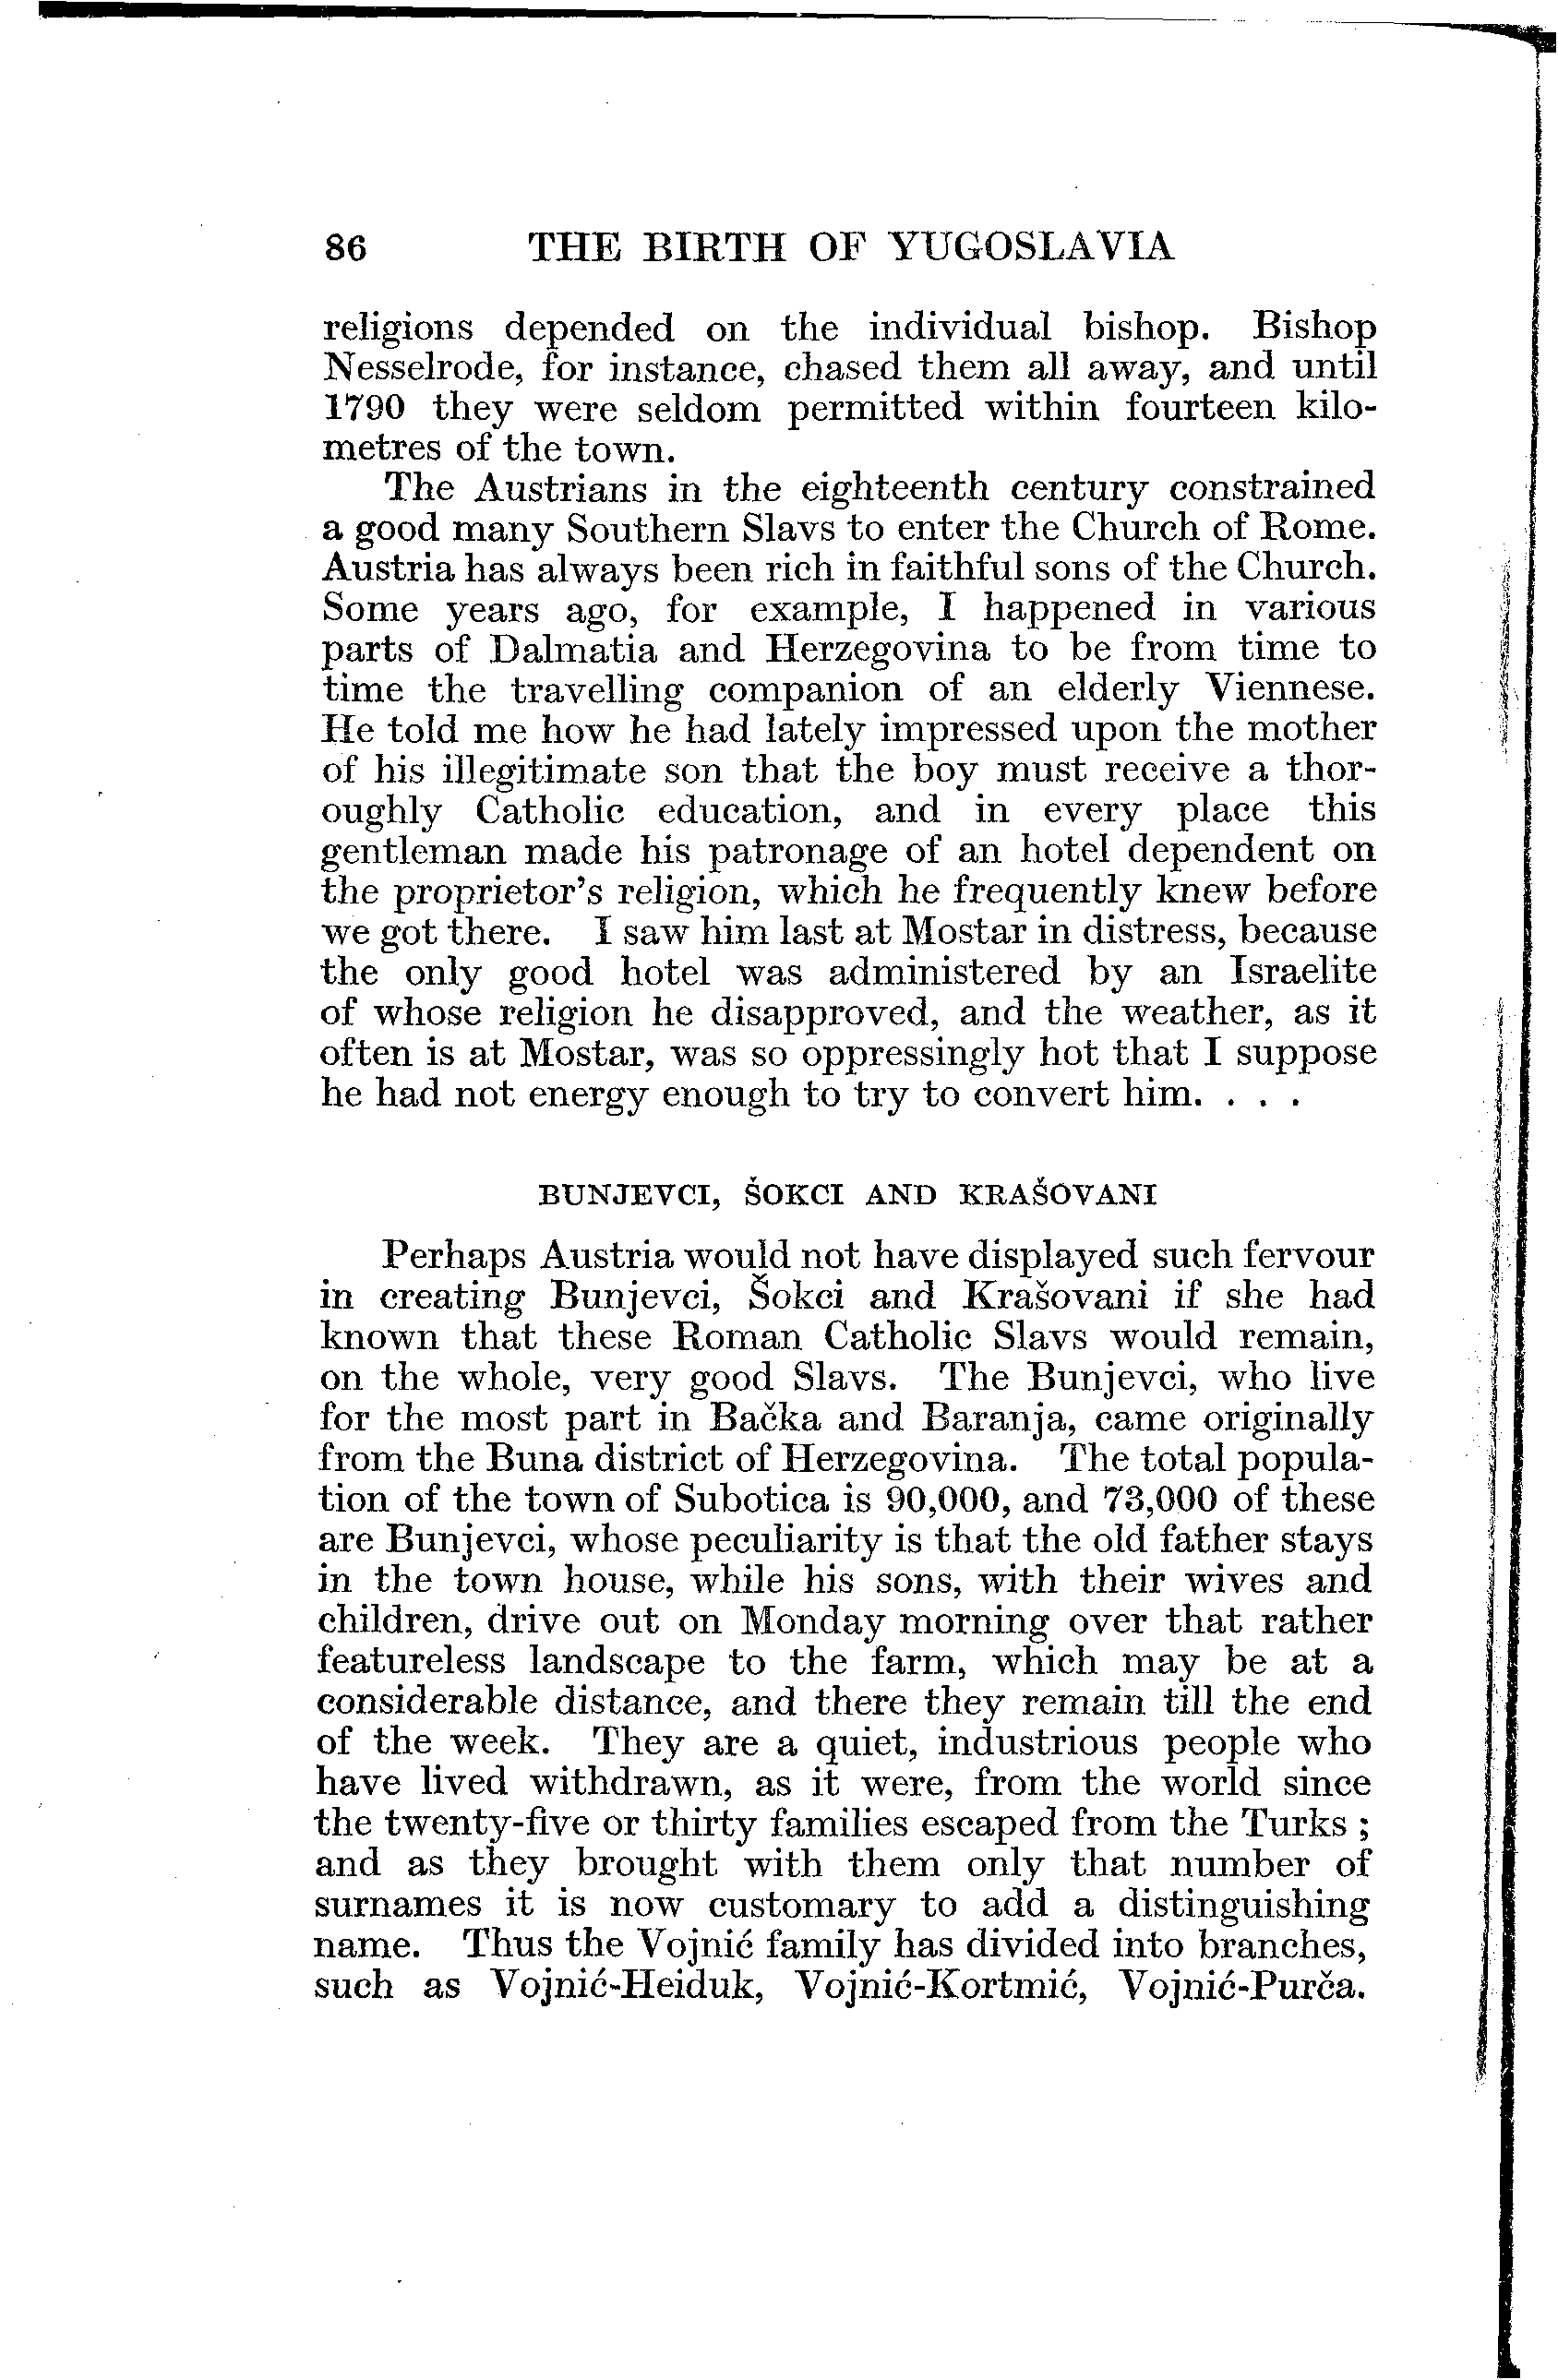 86 THE BIRTH OF YUGOSLAVIA
religions depended on the individual bishop. Bishop
Nesselrode, for instance, chased them all away, and until
1790 they were seldom permitted within fourteen kilo-
metres of the town.
The Austrians in the eighteenth century constrained
a good many Southern Slavs to enter the Church of Rome.
Austria has always been rich in faithful sons of the Church.
Some years ago, for example, I happened in various
parts of Dalmatia and Herzegovina to be from time to
time the travelling companion of an elderly Viennese.
He told me how he had lately impressed upon the mother
of his illegitimate son that the boy must receive a thor-
oughly Catholic education, and in every place this
gentleman made his patronage of an hotel dependent on
the proprietor's religion, which he frequently knew before
we got there. I saw him last at Mostar in distress, because
the only good hotel was administered by an Israelite
of whose religion he disapproved, and the weather, as it
often is at Mostar, was so oppressingly hot that I suppose
he had not energy enough to try to convert him. . . .
BUNJEVCI, ŠOKCI AND KRAŠOVANI
Perhaps Austria would not have displayed such fervour
in creating Bunjevci, Šokci and Krašovani if she had
known that these Roman Catholic Slavs would remain,
on the whole, very good Slavs. The Bunjevci, who live
for the most part in Bačka and Baranja, came originally
from the Buna district of Herzegovina. The total popula-
tion of the town of Subotica is 90,000, and 73,000 of these
are Bunjevci, whose peculiarity is that the old father stays
in the town house, while his sons, with their wives and
children, drive out on Monday morning over that rather
featureless landscape to the farm, which may be at a
considerable distance, and there they remain till the end
of the week. They are a quiet, industrious people who
have lived withdrawn, as it were, from the world since
the twenty-five or thirty families escaped from the Turks ;
and as they brought with them only that number of
surnames it is now customary to add a distinguishing
name. Thus the Vojnić family has divided into branches,
such as Vojnić-Heiduk, Vojnić-Kortmić, Vojnić-Purča.